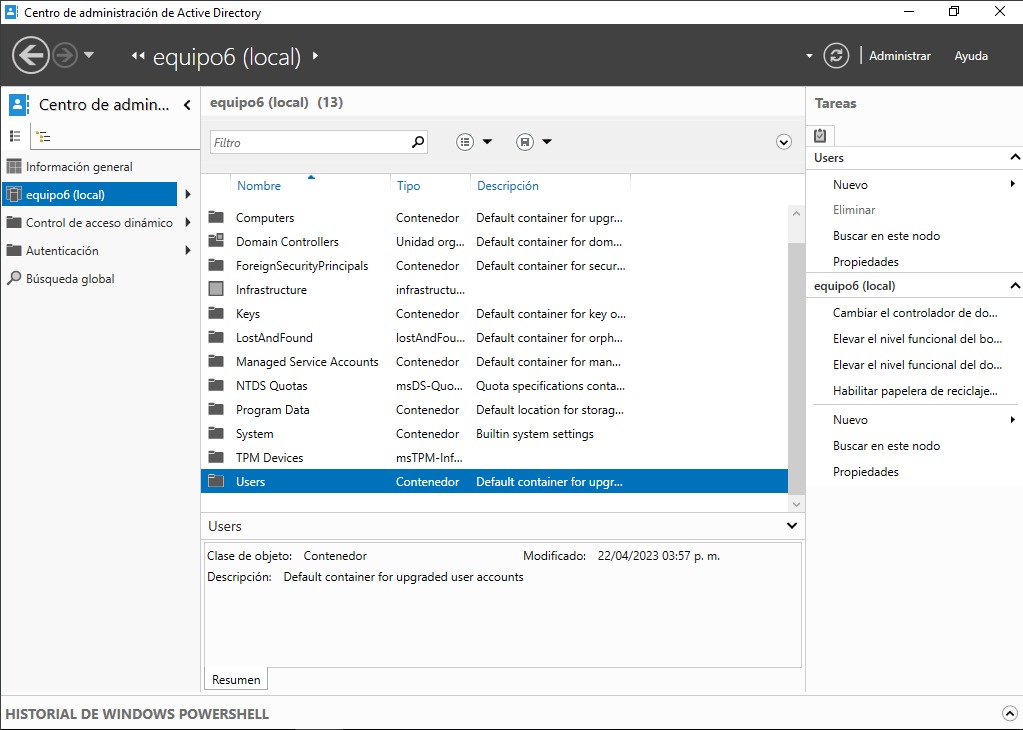 Centro de administración de Active Directory
equipo6 (local)
Administrar
Ayuda
Centro de admin...
Información general
equipo6 (local)
Control de acceso dinámico
Autenticación
Búsqueda global
equipo6 (local) (13)
Filtro
Nombre Tipo Descripción
Computers Contenedor Default container for upgr...
Domain Controllers Unidad org... Default container for dom...
ForeignSecurityPrincipals Contenedor Default container for secur...
Infrastructure infrastructu...
Keys Contenedor Default container for key o...
LostAndFound lostAndFou... Default container for orph...
Managed Service Accounts Contenedor Default container for man...
NTDS Quotas msDS-Quo... Quota specifications conta...
Program Data Contenedor Default location for storag...
System Contenedor Builtin system settings
TPM Devices msTPM-Inf...
Users Contenedor Default container for upgr...
Users
Clase de objeto: Contenedor Modificado: 22/04/2023 03:57 p. m.
Descripción: Default container for upgraded user accounts
Resumen
Tareas
Users
Nuevo
Eliminar
Buscar en este nodo
Propiedades
equipo6 (local)
Cambiar el controlador de do...
Elevar el nivel funcional del bo...
Elevar el nivel funcional del do...
Habilitar papelera de reciclaje...
Nuevo
Buscar en este nodo
Propiedades
HISTORIAL DE WINDOWS POWERSHELL